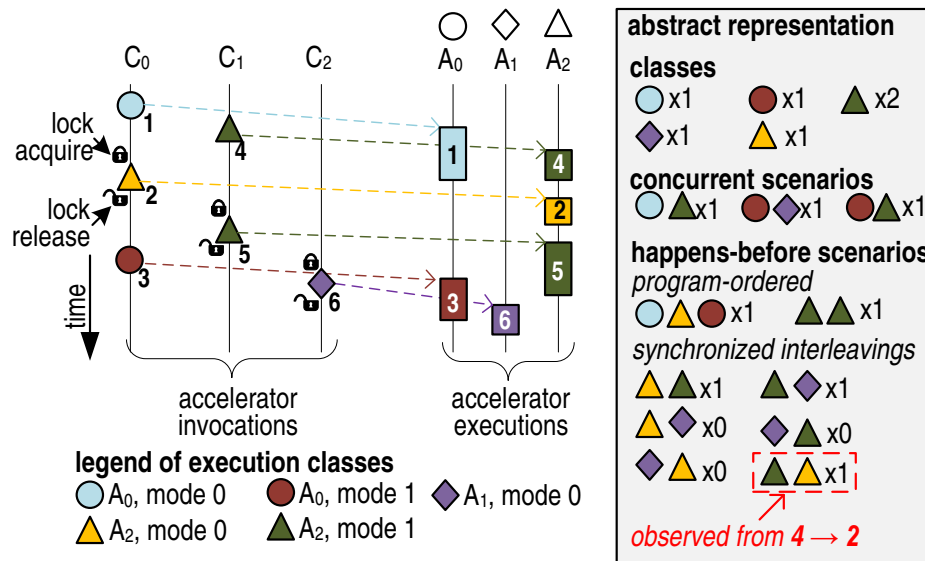 C₀ C₁ C₂ A₀ A₁ A₂
lock
acquire
lock
release
time
1
4
2
5
3
6
1
4
2
5
3
6
accelerator
invocations
accelerator
executions
legend of execution classes
A₀, mode 0
A₀, mode 1
A₁, mode 0
A₂, mode 0
A₂, mode 1
abstract representation
classes
x1 x1 x2
x1 x1
concurrent scenarios
x1 x1 x1
happens-before scenarios
program-ordered
x1 x1
synchronized interleavings
x1 x1
x0 x0
x0 x1
observed from 4 → 2